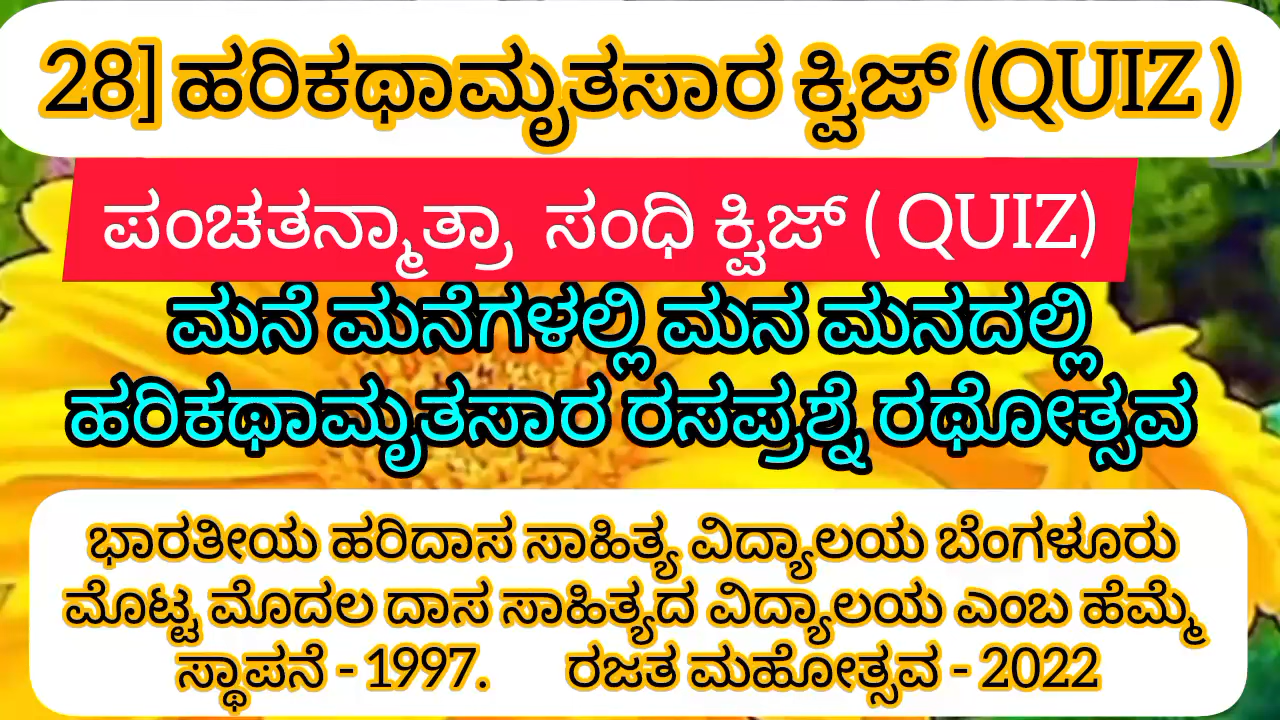 28] ಹರಿಕಥಾಮೃತಸಾರ ಕ್ವಿಜ್ (QUIZ )
ಪಂಚತನ್ಮಾತ್ರಾ ಸಂಧಿ ಕ್ವಿಜ್ ( QUIZ)
ಮನೆ ಮನೆಗಳಲ್ಲಿ ಮನ ಮನದಲ್ಲಿ
ಹರಿಕಥಾಮೃತಸಾರ ರಸಪ್ರಶ್ನೆ ರಥೋತ್ಸವ
ಭಾರತೀಯ ಹರಿದಾಸ ಸಾಹಿತ್ಯ ವಿದ್ಯಾಲಯ ಬೆಂಗಳೂರು
ಮೊಟ್ಟ ಮೊದಲ ದಾಸ ಸಾಹಿತ್ಯದ ವಿದ್ಯಾಲಯ ಎಂಬ ಹೆಮ್ಮೆ
ಸ್ಥಾಪನೆ - 1997. ರಜತ ಮಹೋತ್ಸವ - 2022